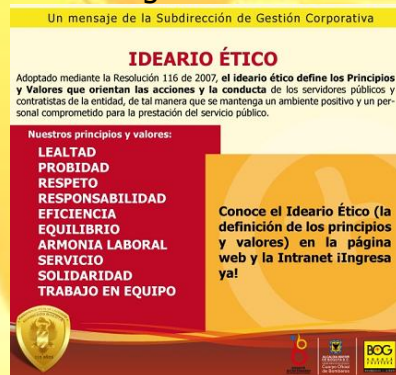 Un mensaje de la Subdirección de Gestión Corporativa
IDEARIO ÉTICO
Adoptado mediante la Resolución 116 de 2007, el ideario ético define los Principios
y Valores que orientan las acciones y la conducta de los servidores públicos y
contratistas de la entidad, de tal manera que se mantenga un ambiente positivo y un per-
sonal comprometido para la prestación del servicio público.
Nuestros principios y valores:
LEALTAD
PROBIDAD
RESPETO
RESPONSABILIDAD
EFICIENCIA
EQUILIBRIO
ARMONIA LABORAL
SERVICIO
SOLIDARIDAD
TRABAJO EN EQUIPO
Conoce el Ideario Ético (la
definición de los principios
y valores) en la página
web y la Intranet ¡Ingresa
ya!
Cuerpo Oficial
de Bomberos
BOG